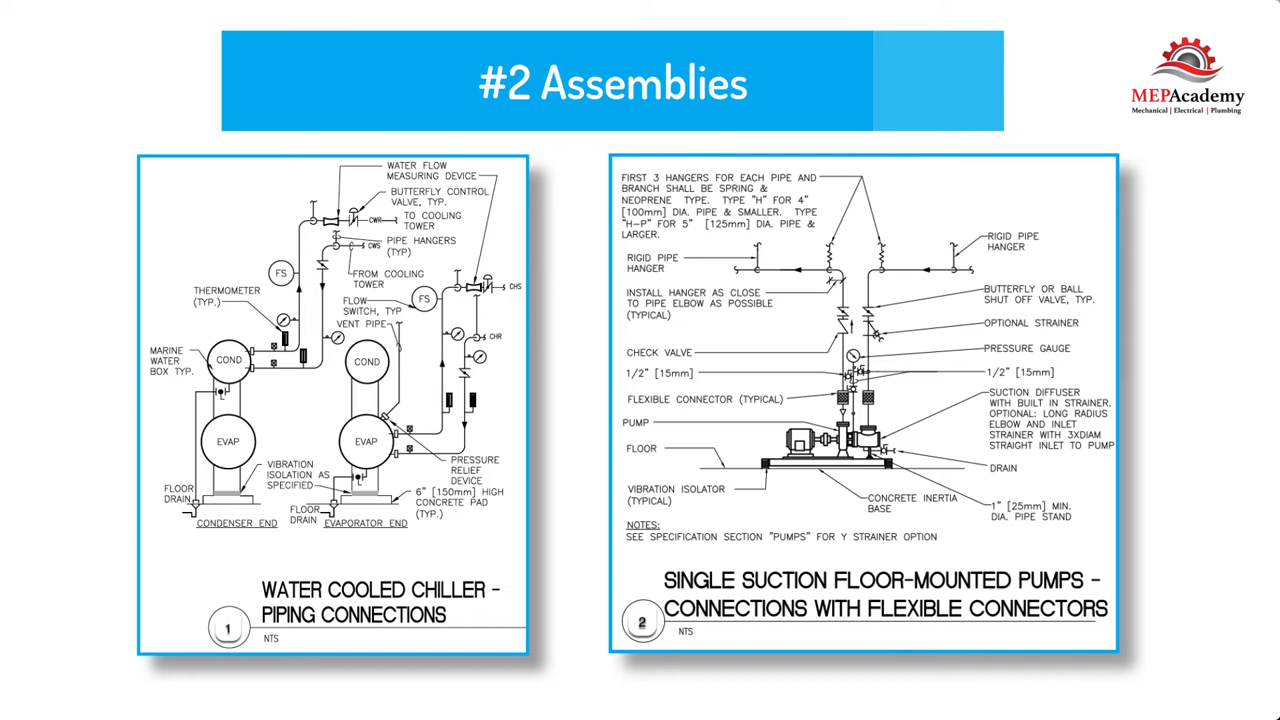 #2 Assemblies
MEPAcademy
Mechanical | Electrical | Plumbing
WATER FLOW
MEASURING DEVICE
BUTTERFLY CONTROL
VALVE, TYP.
CWR
TO COOLING
TOWER
PIPE HANGERS
(TYP)
CWS
FROM COOLING
TOWER
FS
THERMOMETER
(TYP.)
FLOW
SWITCH, TYP
FS
CHS
VENT PIPE
CHR
MARINE
WATER
BOX TYP.
COND
COND
EVAP
EVAP
PRESSURE
RELIEF
DEVICE
VIBRATION
ISOLATION AS
SPECIFIED
FLOOR
DRAIN
FLOOR
DRAIN
6" [150mm] HIGH
CONCRETE PAD
(TYP.)
CONDENSER END
EVAPORATOR END
WATER COOLED CHILLER -
PIPING CONNECTIONS
1
NTS
FIRST 3 HANGERS FOR EACH PIPE AND
BRANCH SHALL BE SPRING &
NEOPRENE TYPE. TYPE "H" FOR 4"
[100mm] DIA. PIPE & SMALLER. TYPE
"H-P" FOR 5" [125mm] DIA. PIPE &
LARGER.
RIGID PIPE
HANGER
RIGID PIPE
HANGER
INSTALL HANGER AS CLOSE
TO PIPE ELBOW AS POSSIBLE
(TYPICAL)
BUTTERFLY OR BALL
SHUT OFF VALVE, TYP.
OPTIONAL STRAINER
CHECK VALVE
PRESSURE GAUGE
1/2" [15mm]
1/2" [15mm]
FLEXIBLE CONNECTOR (TYPICAL)
SUCTION DIFFUSER
WITH BUILT IN STRAINER.
OPTIONAL: LONG RADIUS
ELBOW AND INLET
STRAINER WITH 3XDIAM
STRAIGHT INLET TO PUMP
PUMP
FLOOR
DRAIN
VIBRATION ISOLATOR
(TYPICAL)
CONCRETE INERTIA
BASE
1" [25mm] MIN.
DIA. PIPE STAND
NOTES:
SEE SPECIFICATION SECTION "PUMPS" FOR Y STRAINER OPTION
SINGLE SUCTION FLOOR-MOUNTED PUMPS -
CONNECTIONS WITH FLEXIBLE CONNECTORS
2
NTS